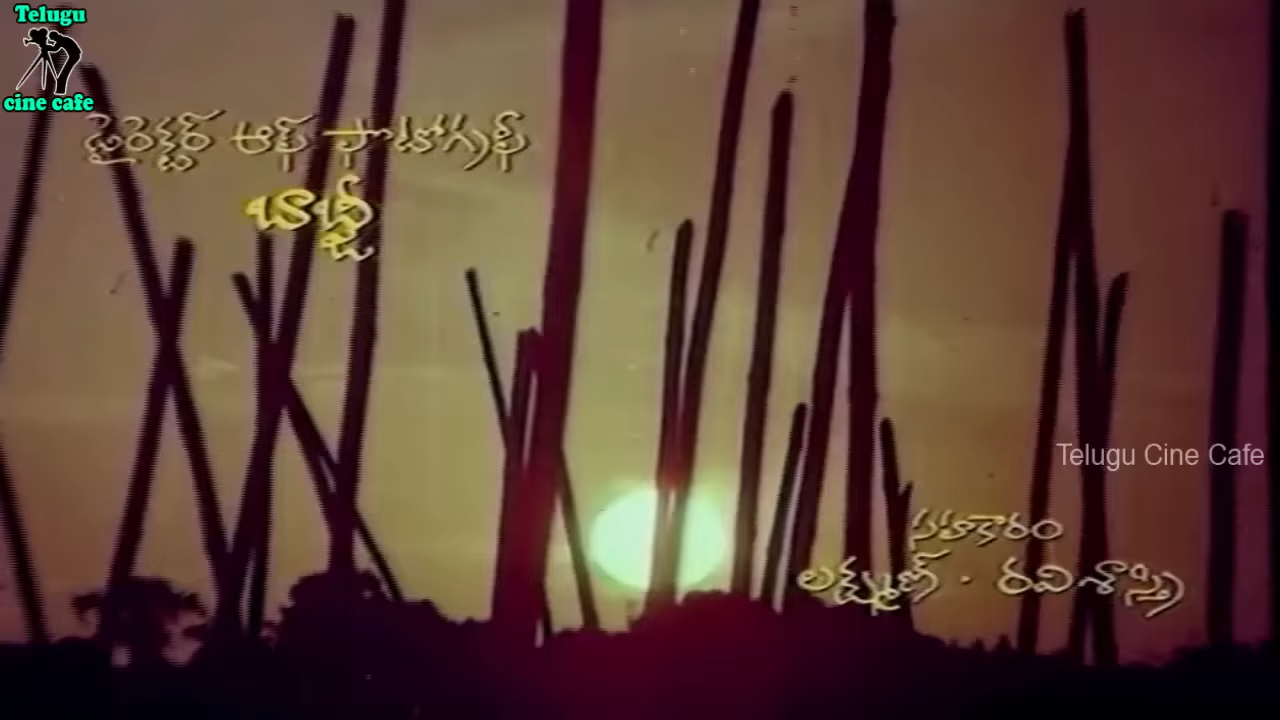 Telugu
cine cafe
డైరెక్టర్ ఆఫ్ ఫొటోగ్రఫీ
Telugu Cine Cafe
సహకారం
లక్ష్మణ్ · రవిశాస్త్రి